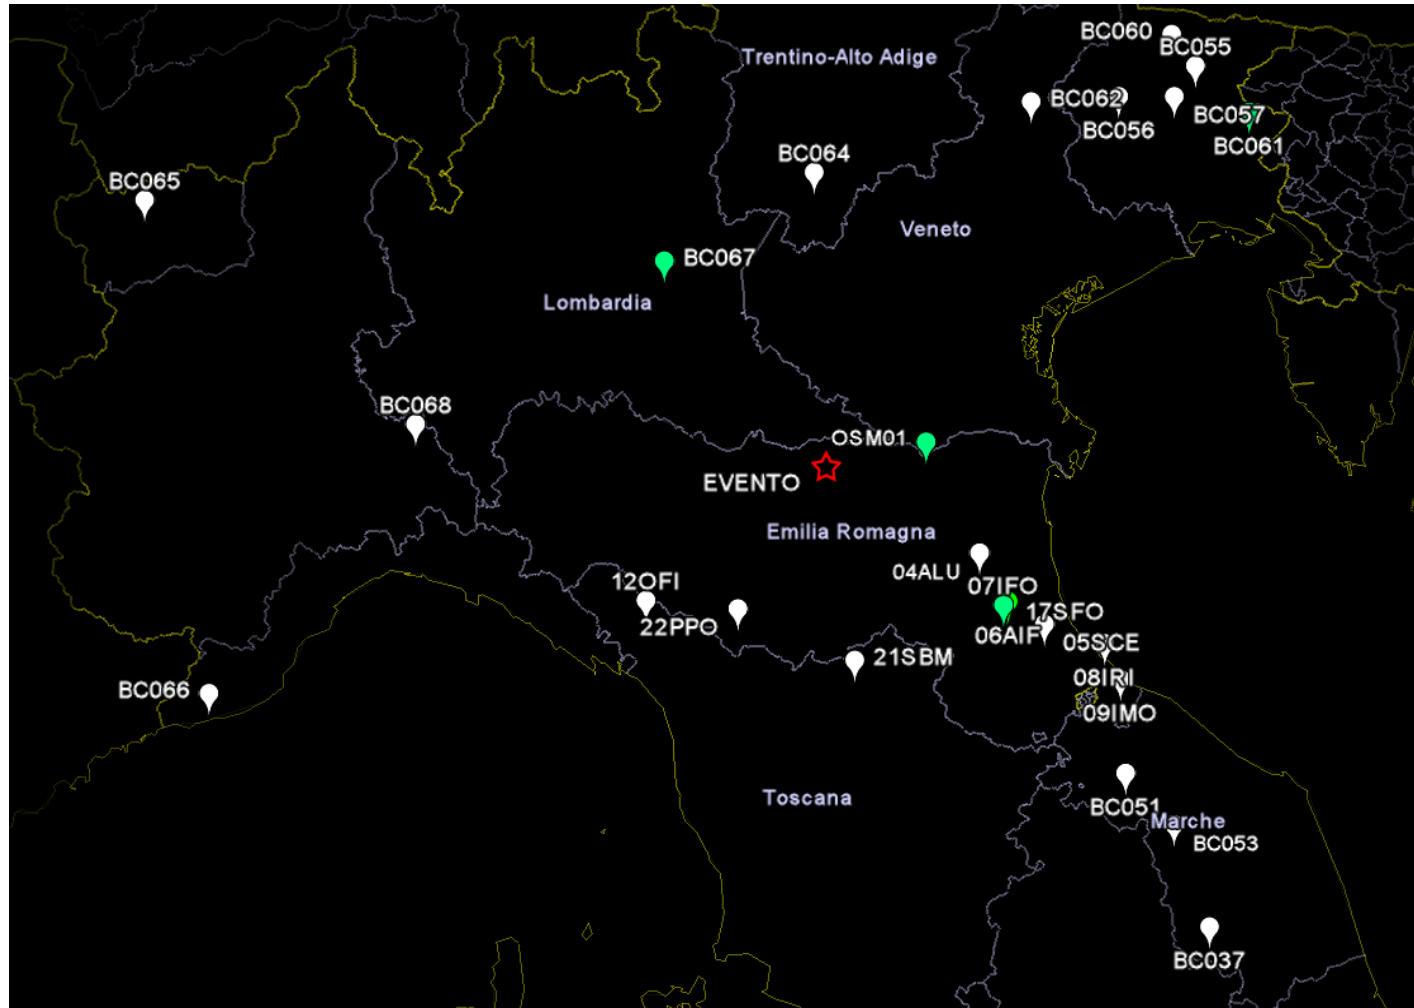 BC060
BC055
Trentino-Alto Adige
BC062
BC057
BC056
BC061
BC064
BC065
Veneto
BC067
Lombardia
BC068
OSM01
EVENTO
Emilia Romagna
04ALU
12OFI
07IFO
17SFO
22PPO
06AIF
05SCE
21SBM
08IRI
BC066
09IMO
Toscana
BC051
Marche
BC053
BC037